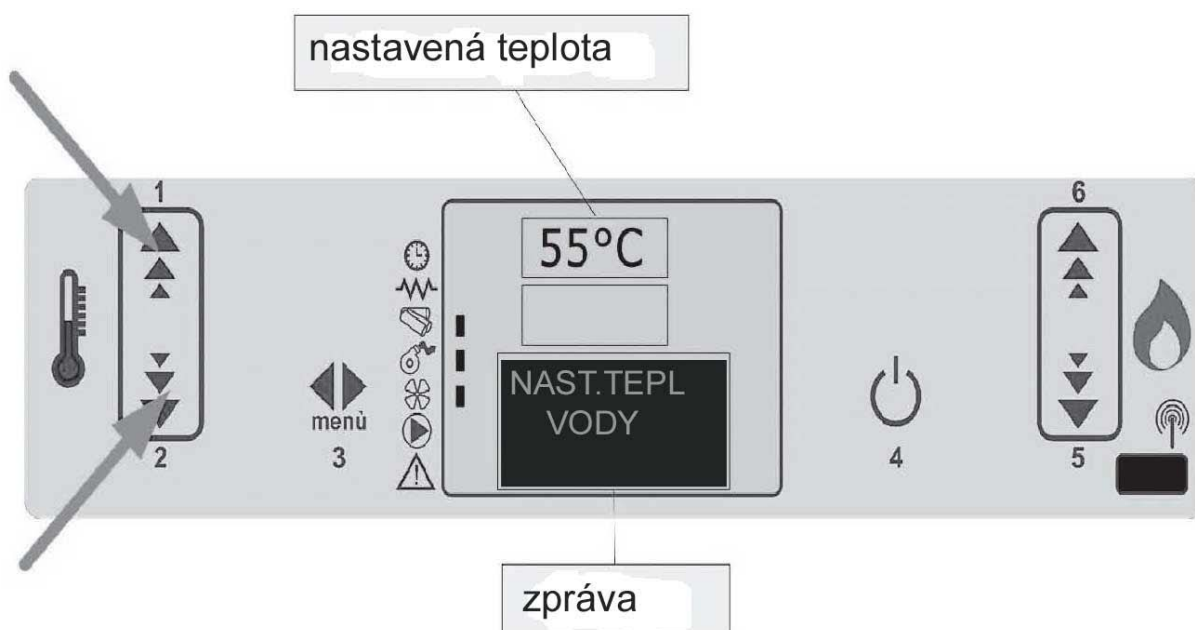 nastavená teplota
1
6
55°C
NAST.TEPL
VODY
menù
3
4
2
5
zpráva